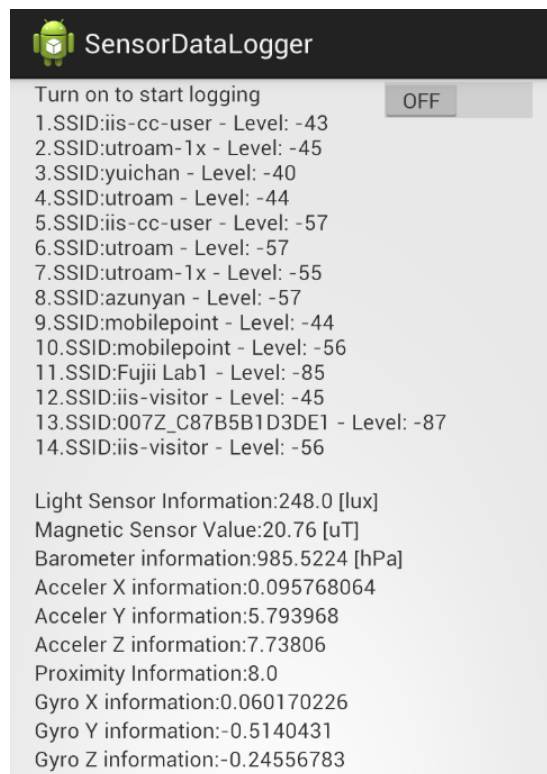 SensorDataLogger
Turn on to start logging OFF
1.SSID:iis-cc-user - Level: -43
2.SSID:utroam-1x - Level: -45
3.SSID:yuichan - Level: -40
4.SSID:utroam - Level: -44
5.SSID:iis-cc-user - Level: -57
6.SSID:utroam - Level: -57
7.SSID:utroam-1x - Level: -55
8.SSID:azunyan - Level: -57
9.SSID:mobilepoint - Level: -44
10.SSID:mobilepoint - Level: -56
11.SSID:Fujii Lab1 - Level: -85
12.SSID:iis-visitor - Level: -45
13.SSID:007Z_C87B5B1D3DE1 - Level: -87
14.SSID:iis-visitor - Level: -56
Light Sensor Information:248.0 [lux]
Magnetic Sensor Value:20.76 [uT]
Barometer information:985.5224 [hPa]
Acceler X information:0.095768064
Acceler Y information:5.793968
Acceler Z information:7.73806
Proximity Information:8.0
Gyro X information:0.060170226
Gyro Y information:-0.5140431
Gyro Z information:-0.24556783